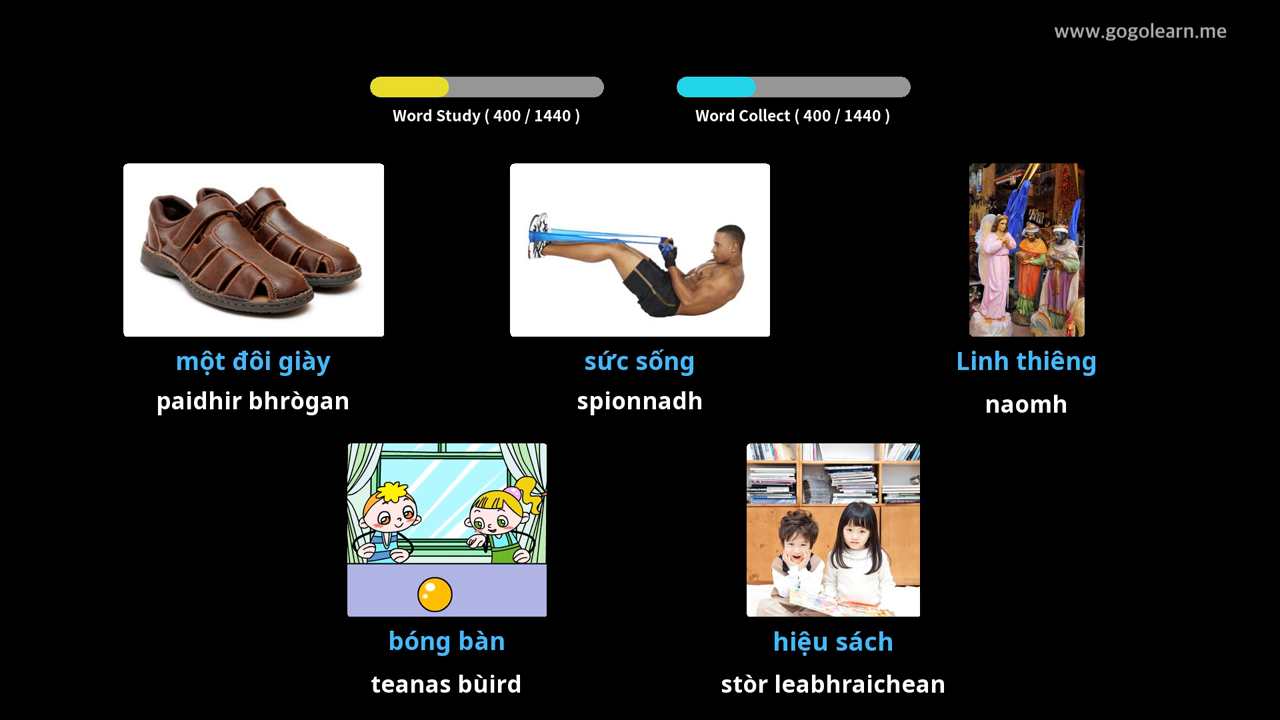 www.gogolearn.me
Word Study ( 400 / 1440 )
Word Collect ( 400 / 1440 )
một đôi giày
paidhir bhrògan
sức sống
spionnadh
Linh thiêng
naomh
bóng bàn
teanas bùird
hiệu sách
stòr leabhraichean